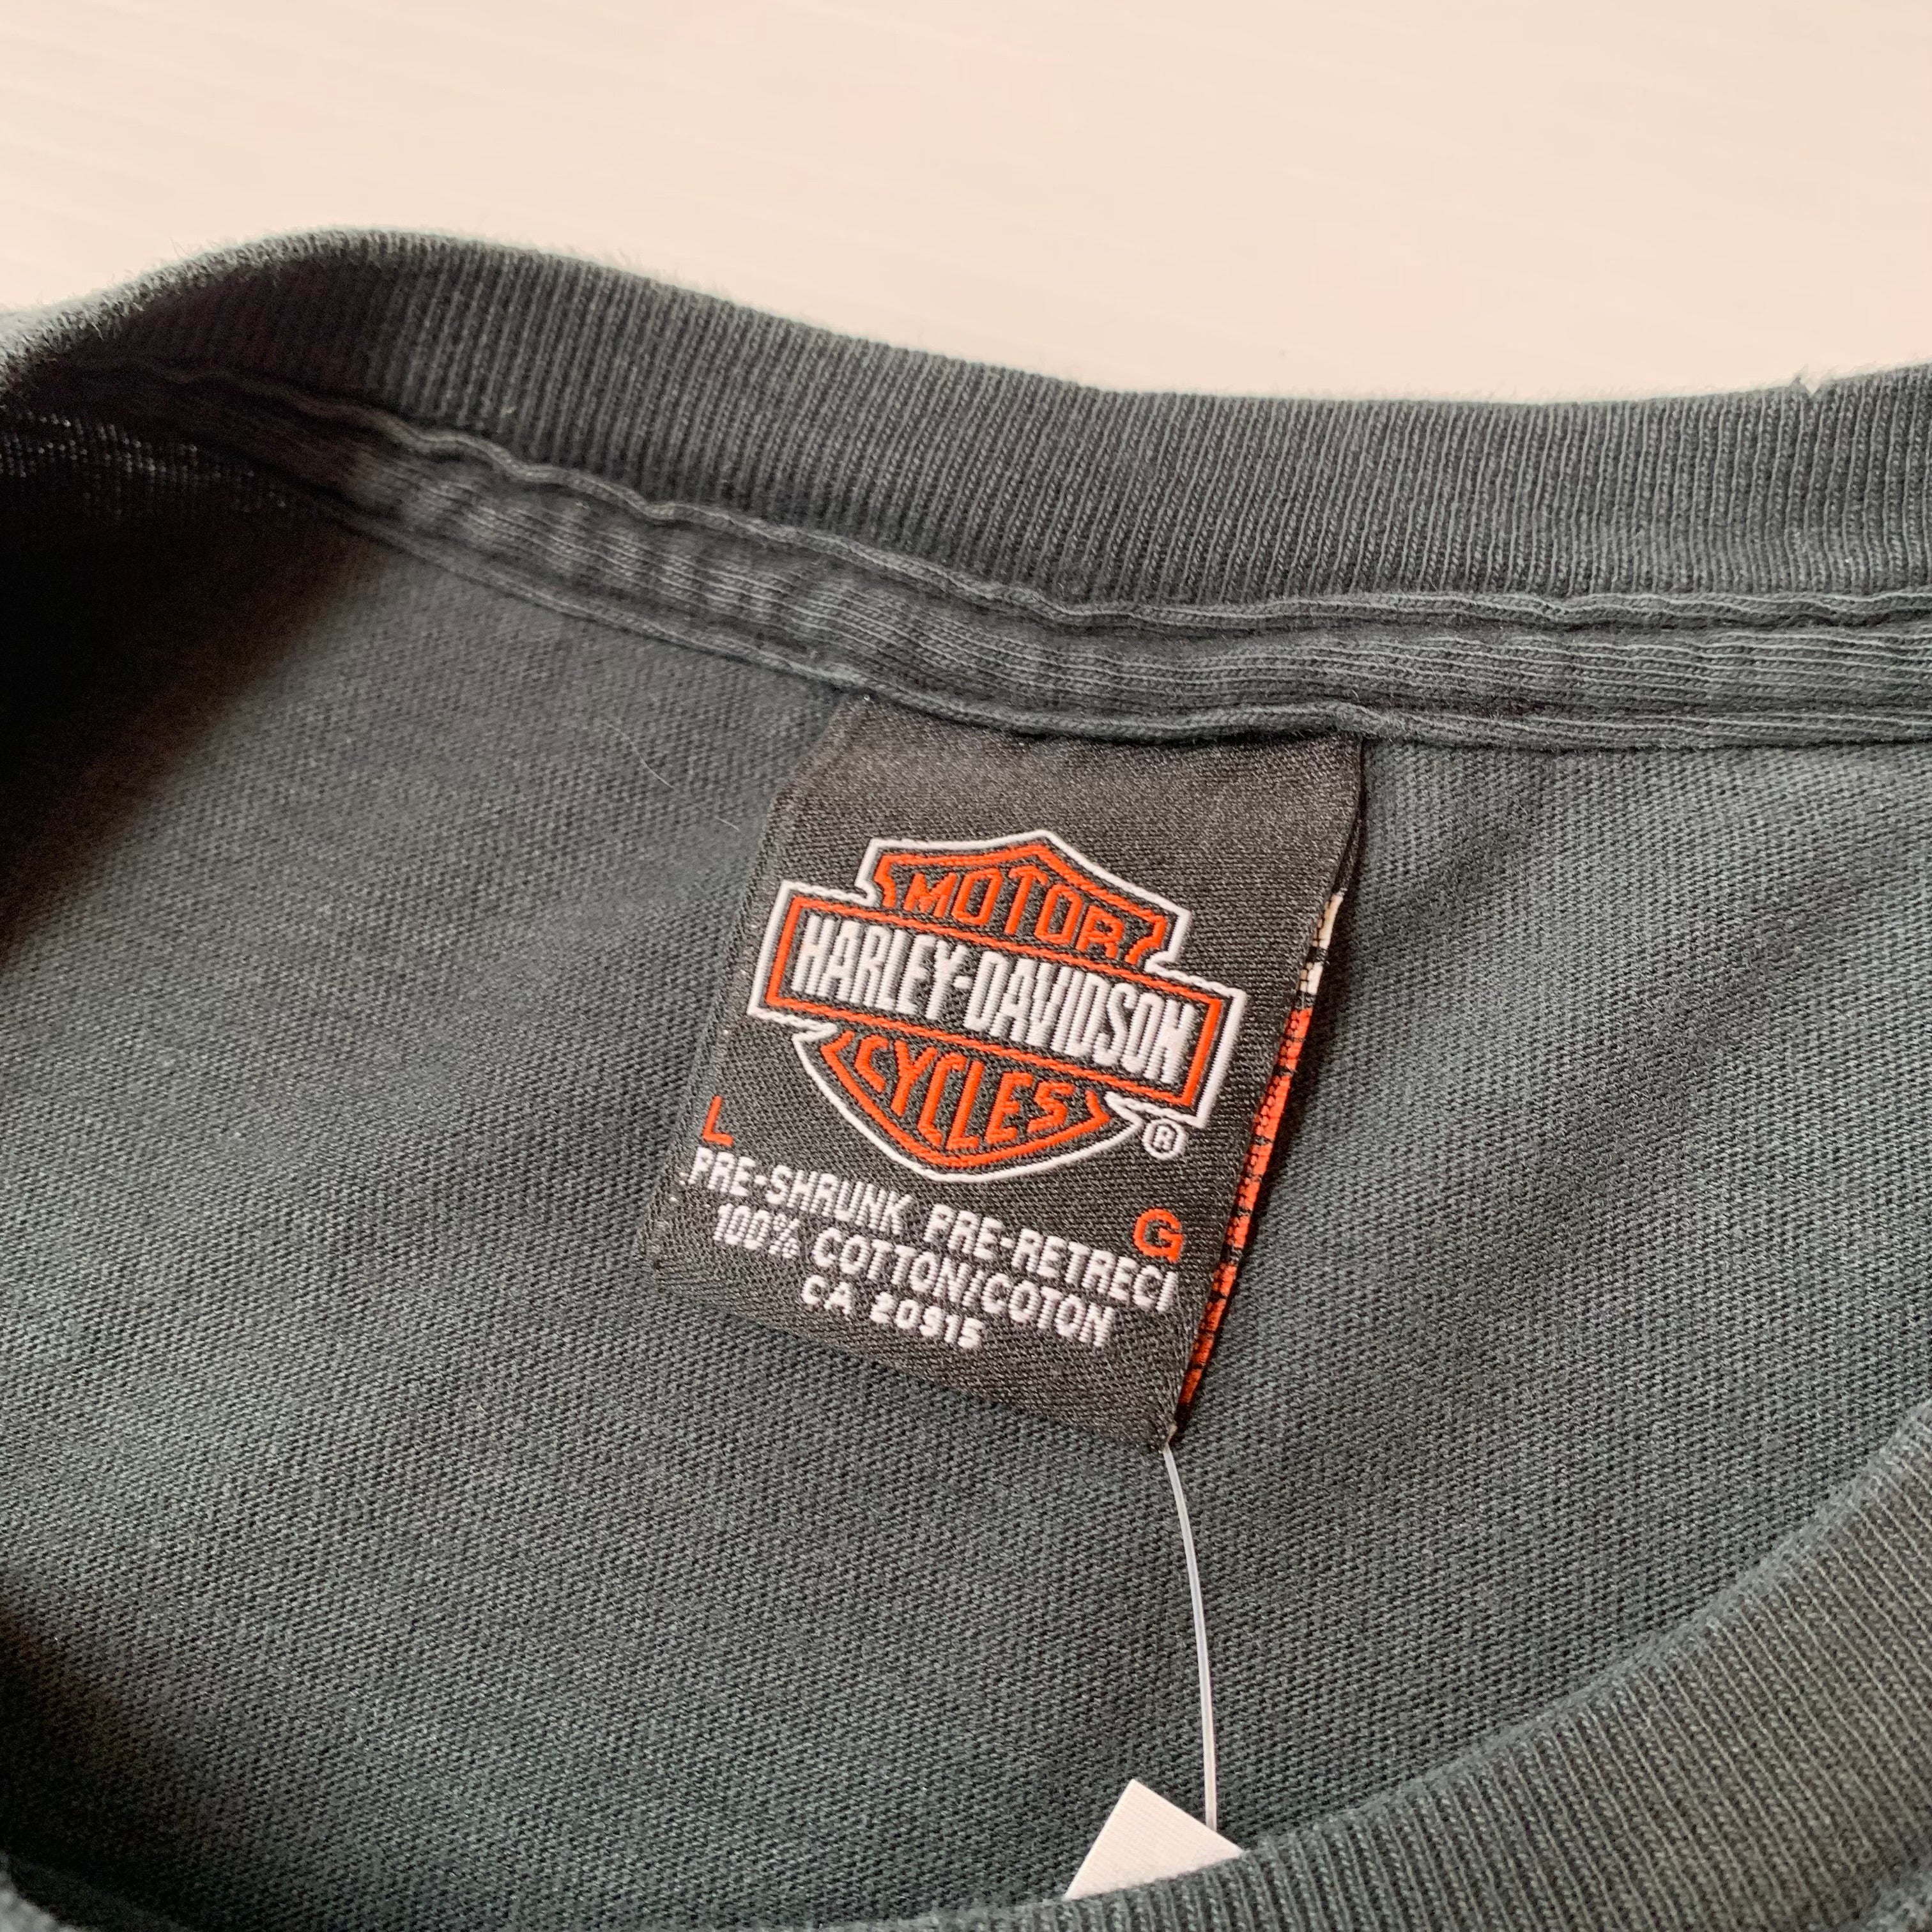 MOTOR
HARLEY-DAVIDSON
CYCLES
®
L G
PRE-SHRUNK PRE-RETRECI
100% COTTON/COTON
CA 20915